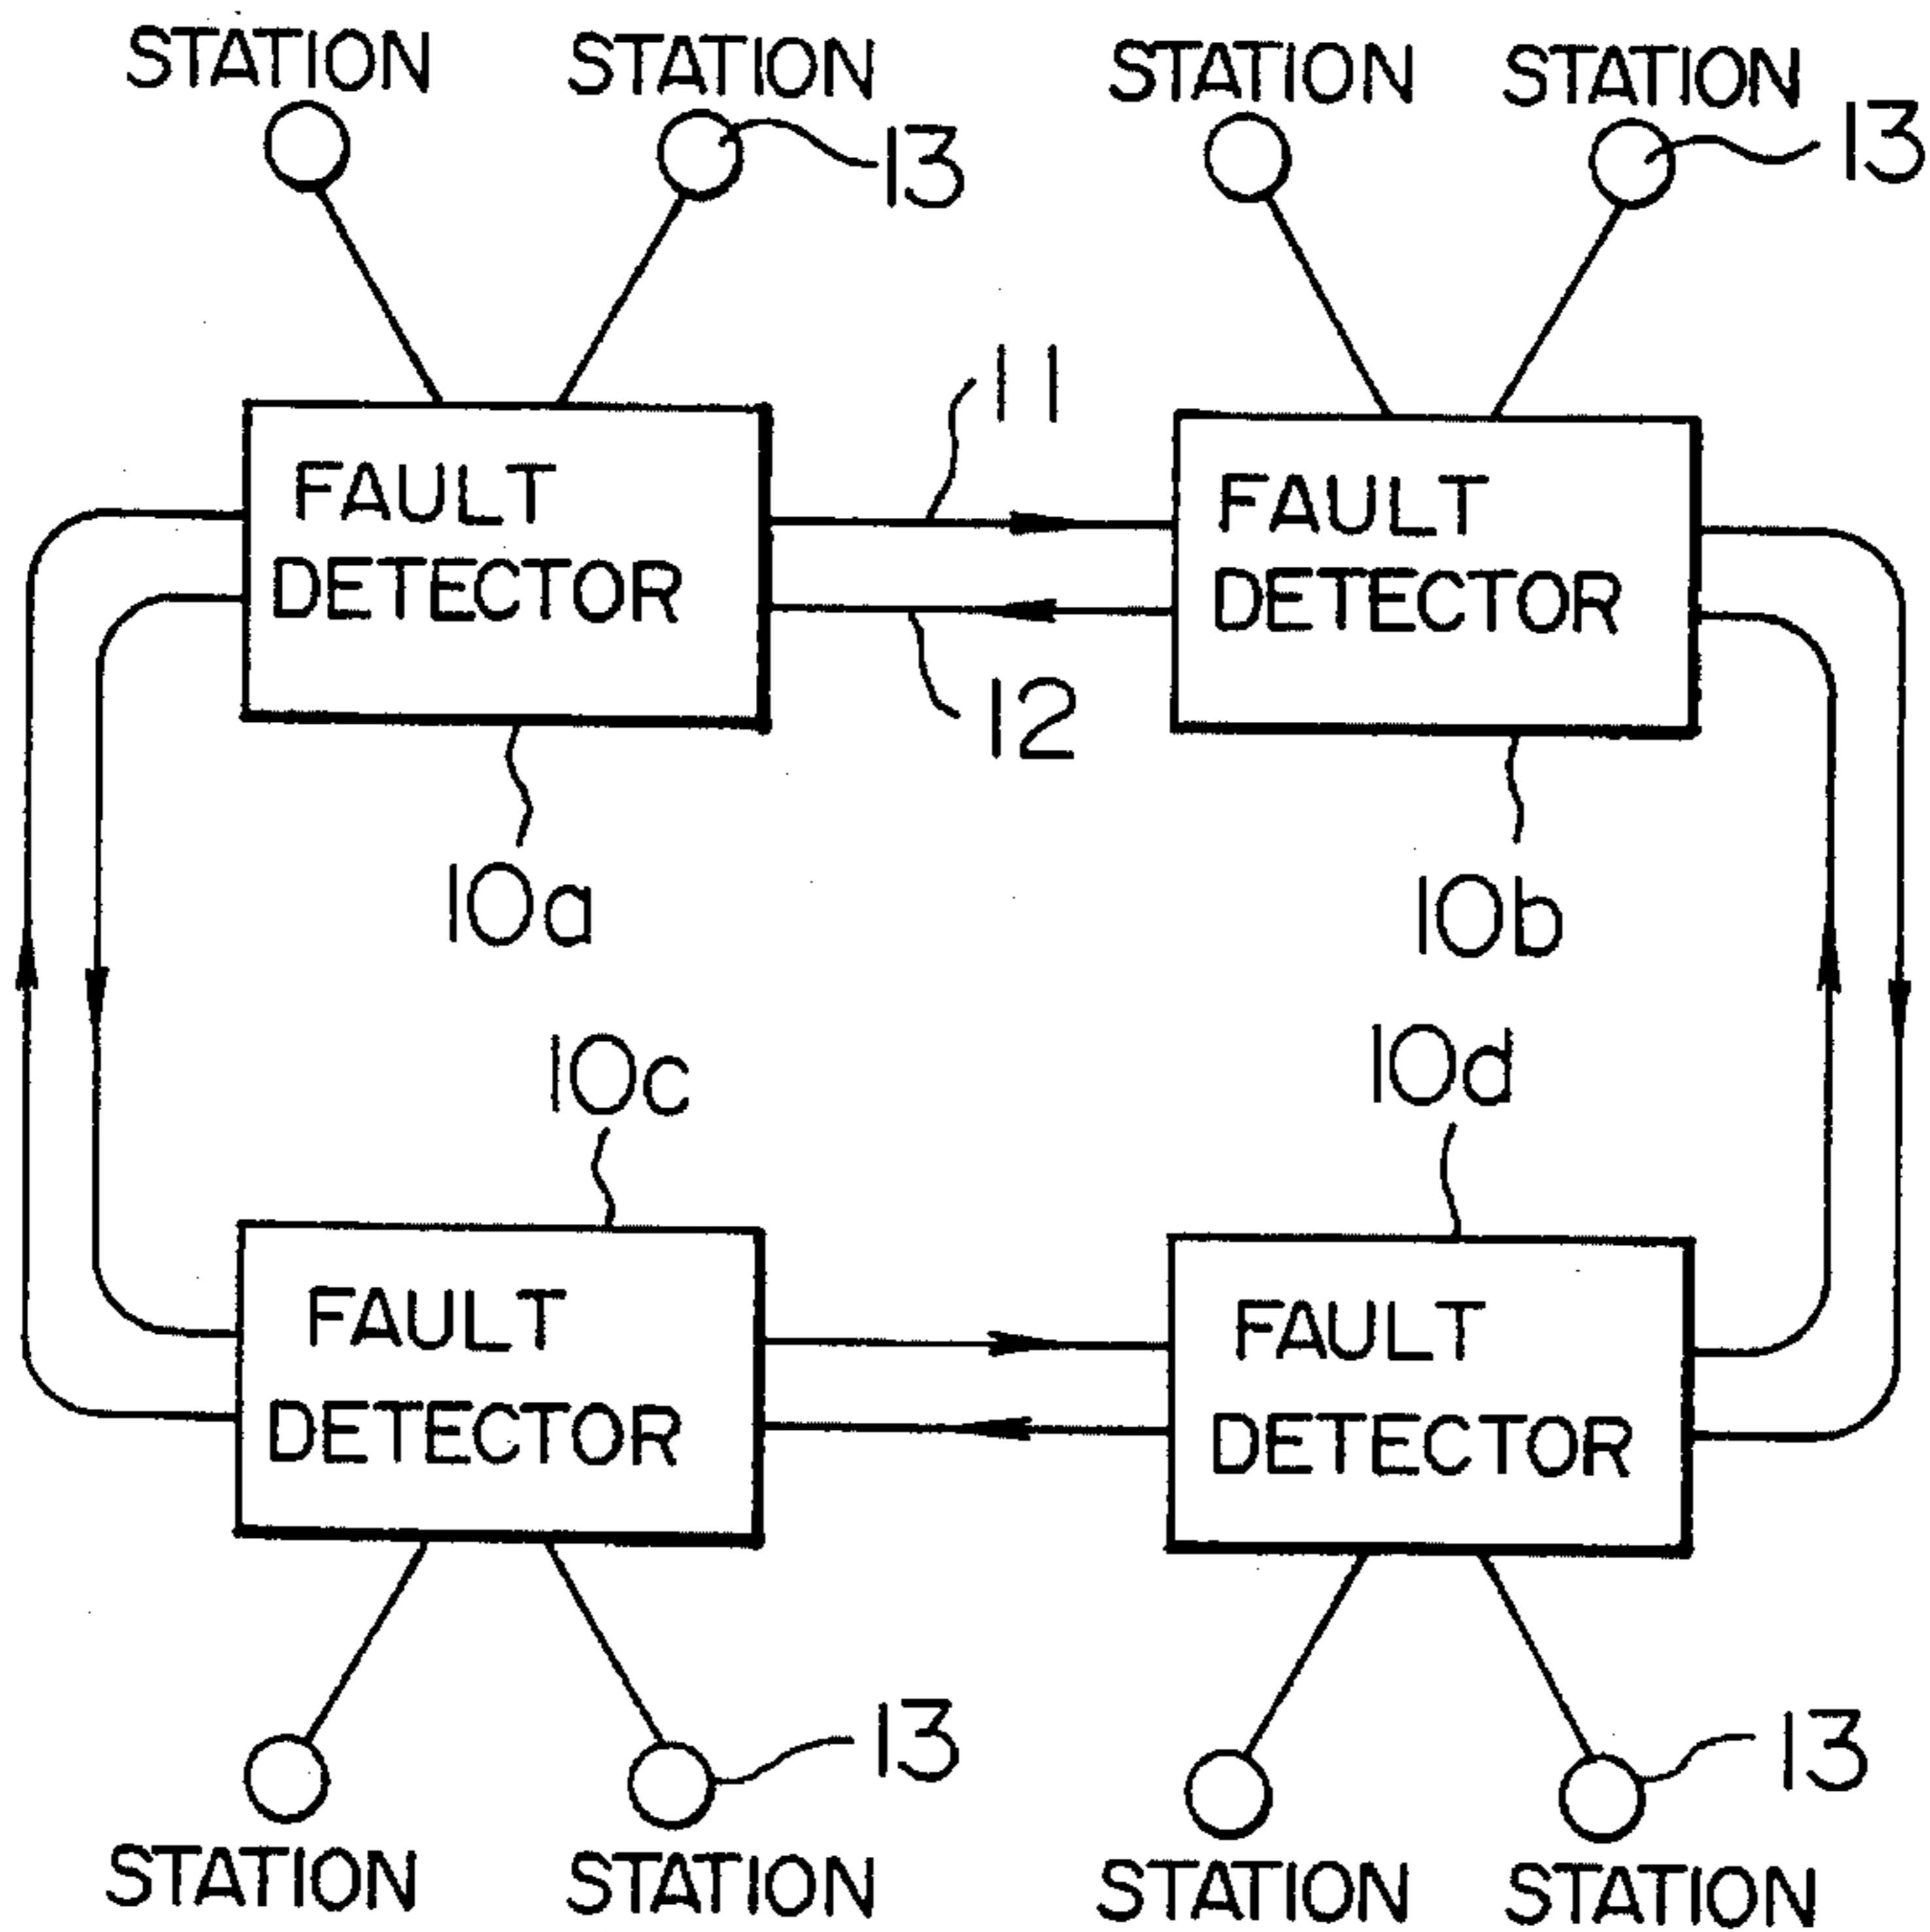 STATION STATION STATION STATION
13 13
11
FAULT
DETECTOR
FAULT
DETECTOR
12
10a 10b
10c 10d
FAULT
DETECTOR
FAULT
DETECTOR
13 13
STATION STATION STATION STATION